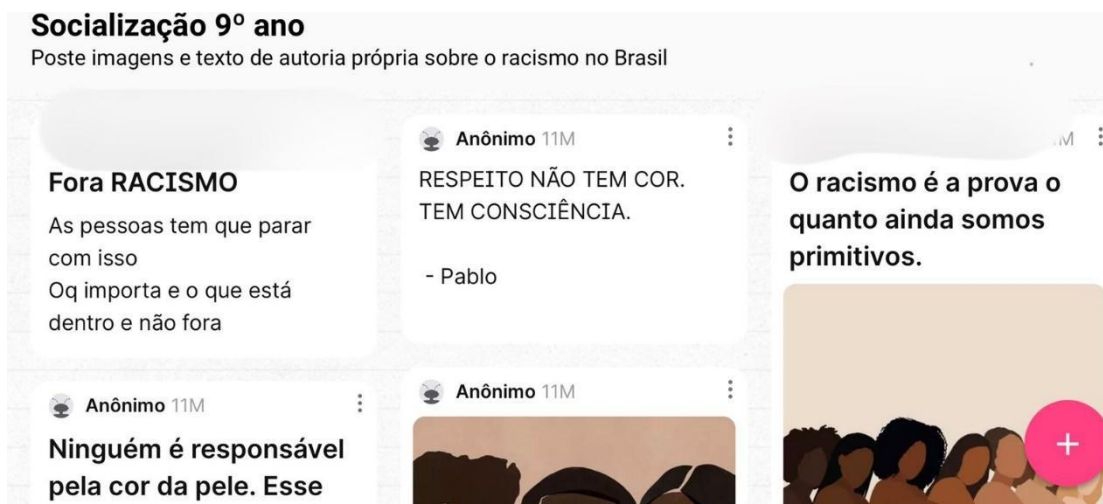 Socialização 9º ano
Poste imagens e texto de autoria própria sobre o racismo no Brasil
Fora RACISMO
As pessoas tem que parar
com isso
Oq importa e o que está
dentro e não fora
Anônimo 11M
Ninguém é responsável
pela cor da pele. Esse
Anônimo 11M
RESPEITO NÃO TEM COR.
TEM CONSCIÊNCIA.
- Pablo
Anônimo 11M
M
O racismo é a prova o
quanto ainda somos
primitivos.
+